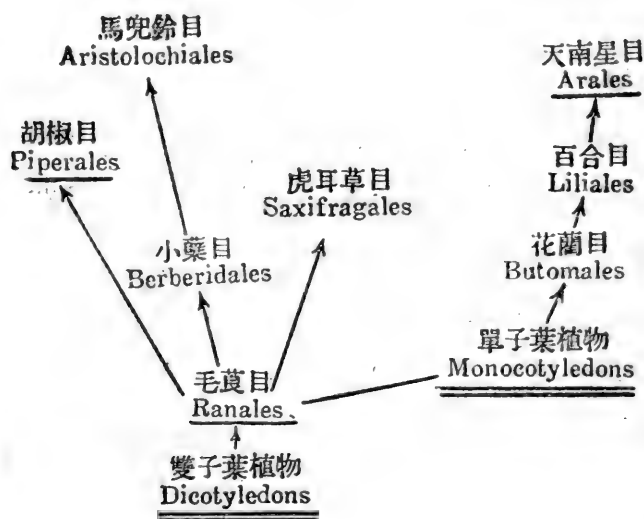 馬兜鈴目
Aristolochiales
天南星目
Arales
胡椒目
Piperales
百合目
Liliales
虎耳草目
Saxifragales
小蘗目
Berberidales
花藺目
Butomales
單子葉植物
Monocotyledons
毛茛目
Ranales
雙子葉植物
Dicotyledons